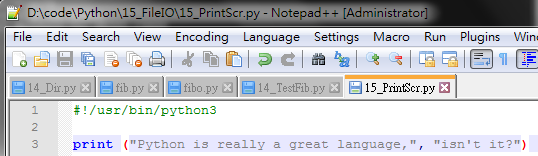 D:\code\Python\15_FileIO\15_PrintScr.py - Notepad++ [Administrator]
File Edit Search View Encoding Language Settings Macro Run Plugins
14_Dir.py fib.py fibo.py 14_TestFib.py 15_PrintScr.py
1 #!/usr/bin/python3
2
3 print ("Python is really a great language,", "isn't it?")